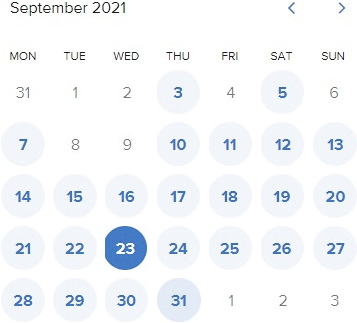 September 2021
MON TUE WED THU FRI SAT SUN
31 1 2 3 4 5 6
7 8 9 10 11 12 13
14 15 16 17 18 19 20
21 22 23 24 25 26 27
28 29 30 31 1 2 3